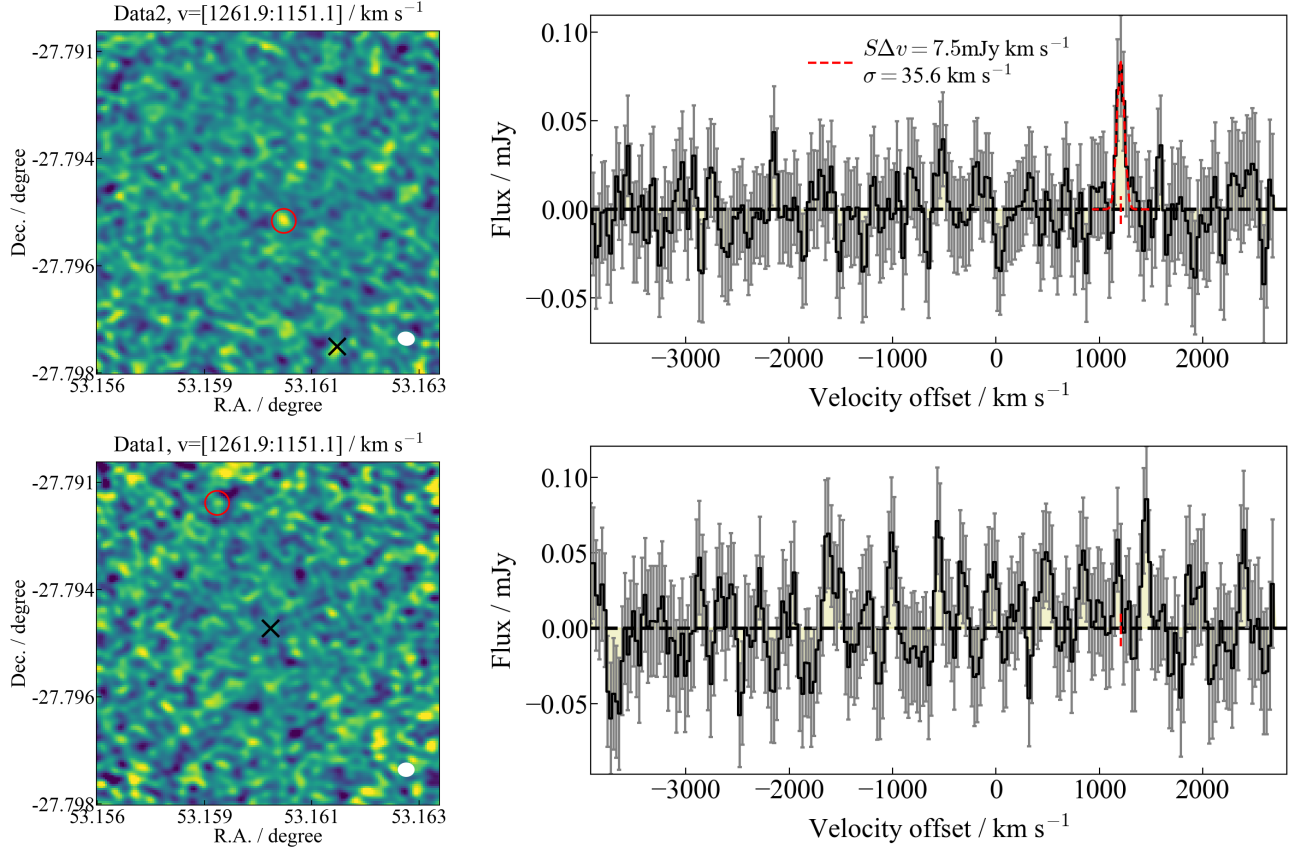 Data2, v=[1261.9:1151.1] / km s⁻¹
-27.791
-27.794
-27.796
-27.798
Dec. / degree
53.156 53.159 53.161 53.163
R.A. / degree
SΔv = 7.5mJy km s⁻¹
σ = 35.6 km s⁻¹
0.10
0.05
0.00
−0.05
Flux / mJy
−3000 −2000 −1000 0 1000 2000
Velocity offset / km s⁻¹
Data1, v=[1261.9:1151.1] / km s⁻¹
-27.791
-27.794
-27.796
-27.798
Dec. / degree
53.156 53.159 53.161 53.163
R.A. / degree
0.10
0.05
0.00
−0.05
Flux / mJy
−3000 −2000 −1000 0 1000 2000
Velocity offset / km s⁻¹